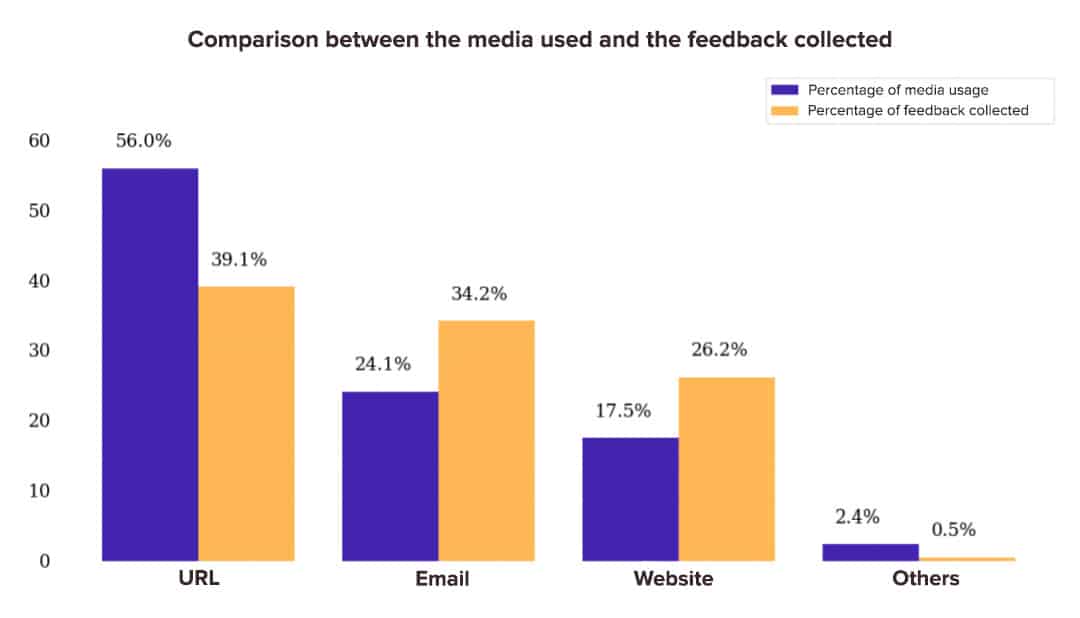 Comparison between the media used and the feedback collected
Percentage of media usage
Percentage of feedback collected
60
50
40
30
20
10
0
56.0%
39.1%
24.1%
34.2%
17.5%
26.2%
2.4%
0.5%
URL
Email
Website
Others